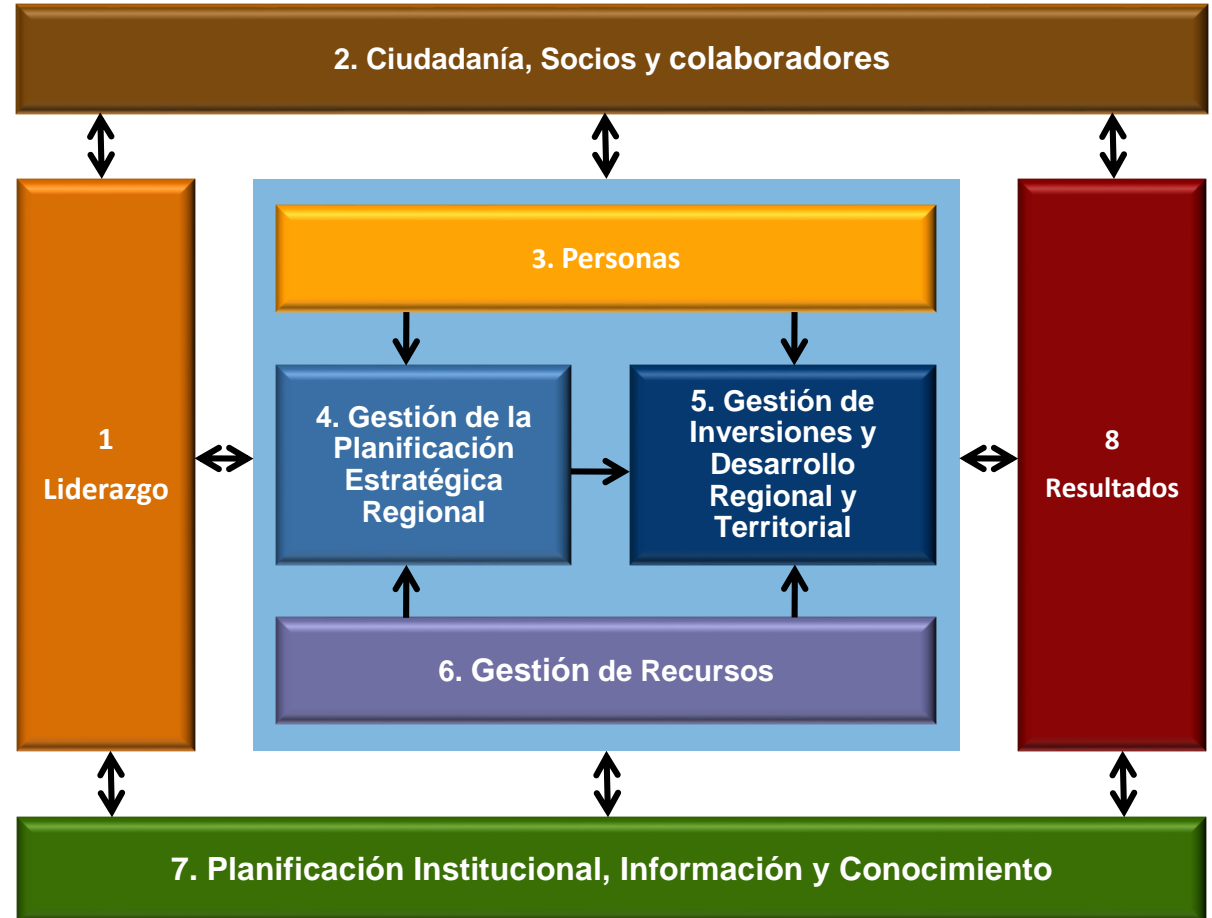 2. Ciudadanía, Socios y colaboradores
1
Liderazgo
3. Personas
4. Gestión de la
Planificación
Estratégica
Regional
5. Gestión de
Inversiones y
Desarrollo
Regional y
Territorial
6. Gestión de Recursos
8
Resultados
7. Planificación Institucional, Información y Conocimiento